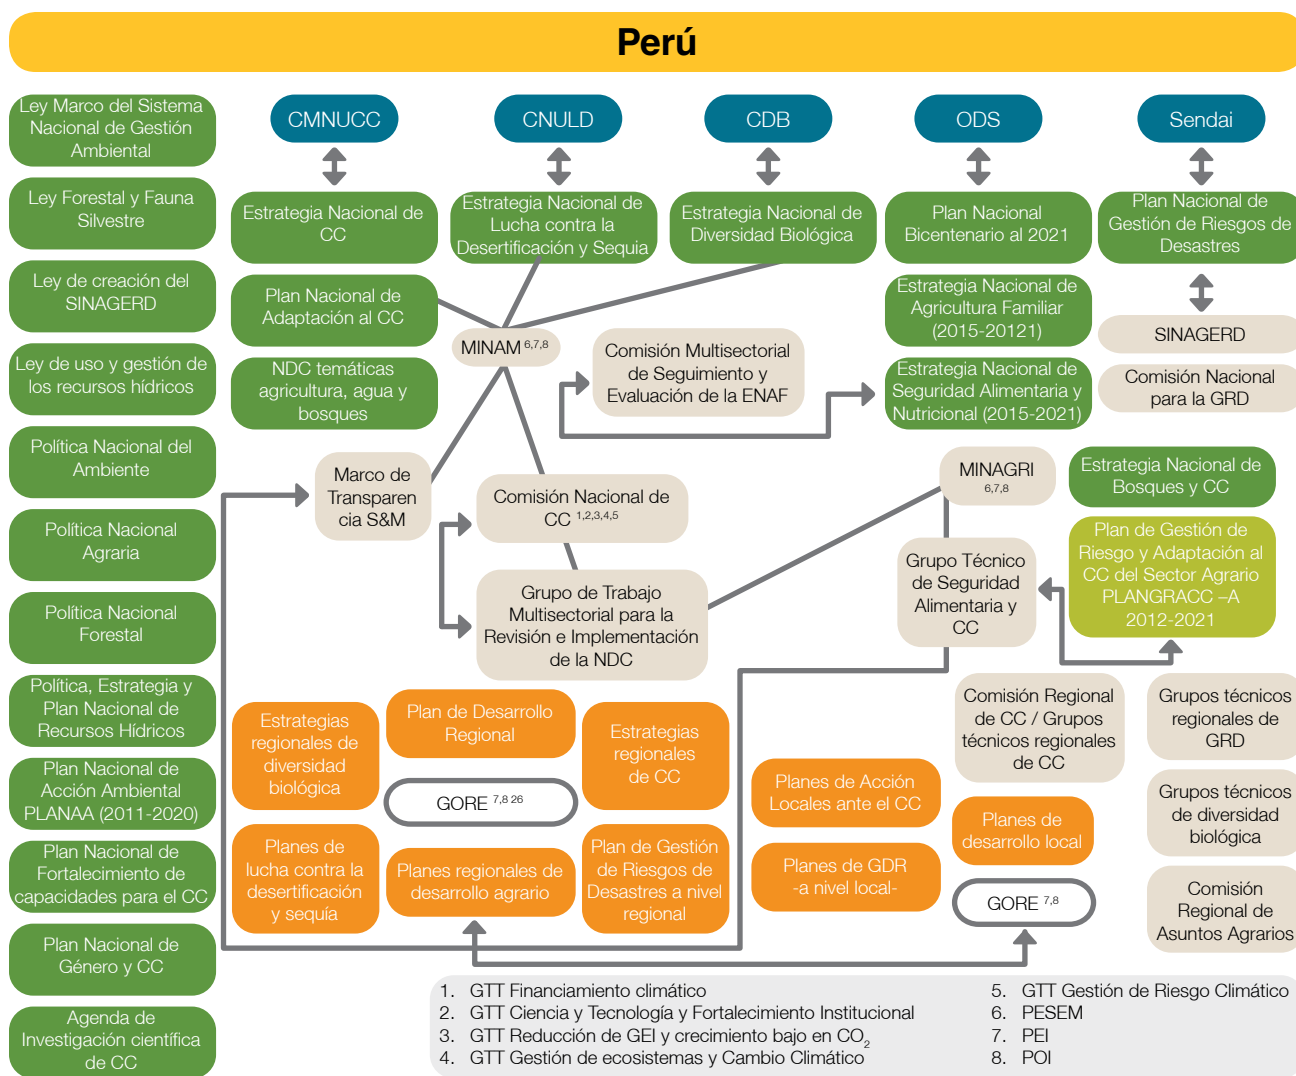 Perú
Ley Marco del Sistema
Nacional de Gestión
Ambiental
Ley Forestal y Fauna
Silvestre
Ley de creación del
SINAGERD
Ley de uso y gestión de
los recursos hídricos
Política Nacional del
Ambiente
Política Nacional
Agraria
Política Nacional
Forestal
Política, Estrategia y
Plan Nacional de
Recursos Hídricos
Plan Nacional de
Acción Ambiental
PLANAA (2011-2020)
Plan Nacional de
Fortalecimiento de
capacidades para el CC
Plan Nacional de
Género y CC
Agenda de
Investigación científica
de CC
CMNUCC
CNULD
CDB
ODS
Sendai
Estrategia Nacional de
CC
Estrategia Nacional de
Lucha contra la
Desertificación y Sequia
Estrategia Nacional de
Diversidad Biológica
Plan Nacional
Bicentenario al 2021
Plan Nacional de
Gestión de Riesgos de
Desastres
Plan Nacional de
Adaptación al CC
Estrategia Nacional de
Agricultura Familiar
(2015-20121)
SINAGERD
MINAM 6,7,8
Comisión Multisectorial
de Seguimiento y
Evaluación de la ENAF
NDC temáticas
agricultura, agua y
bosques
Estrategia Nacional de
Seguridad Alimentaria y
Nutricional (2015-2021)
Comisión Nacional
para la GRD
Marco de
Transparen
cia S&M
Comisión Nacional de
CC 1,2,3,4,5
MINAGRI
6,7,8
Estrategia Nacional de
Bosques y CC
Grupo de Trabajo
Multisectorial para la
Revisión e Implementación
de la NDC
Grupo Técnico
de Seguridad
Alimentaria y
CC
Plan de Gestión de
Riesgo y Adaptación al
CC del Sector Agrario
PLANGRACC –A
2012-2021
Estrategias
regionales de
diversidad
biológica
Plan de Desarrollo
Regional
Estrategias
regionales
de CC
GORE 7,8 26
Planes de
lucha contra la
desertificación
y sequía
Planes regionales de
desarrollo agrario
Plan de Gestión
de Riesgos de
Desastres a nivel
regional
Comisión Regional
de CC / Grupos
técnicos regionales
de CC
Grupos técnicos
regionales de
GRD
Planes de Acción
Locales ante el CC
Planes de
desarrollo local
Grupos técnicos
de diversidad
biológica
Planes de GDR
-a nivel local-
GORE 7,8
Comisión
Regional de
Asuntos Agrarios
1. GTT Financiamiento climático
2. GTT Ciencia y Tecnología y Fortalecimiento Institucional
3. GTT Reducción de GEI y crecimiento bajo en CO2
4. GTT Gestión de ecosistemas y Cambio Climático
5. GTT Gestión de Riesgo Climático
6. PESEM
7. PEI
8. POI